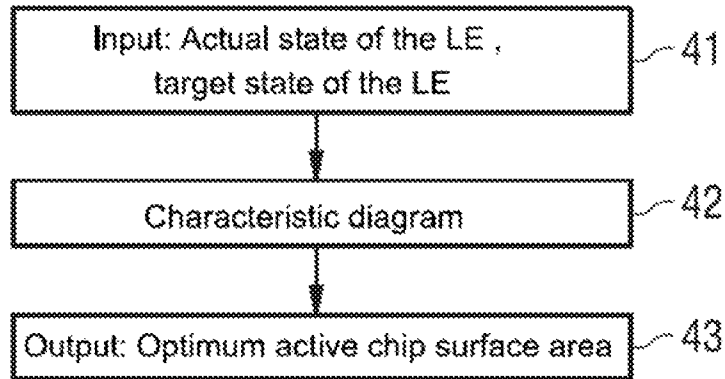 Input: Actual state of the LE ,
target state of the LE
41
Characteristic diagram
42
Output: Optimum active chip surface area
43